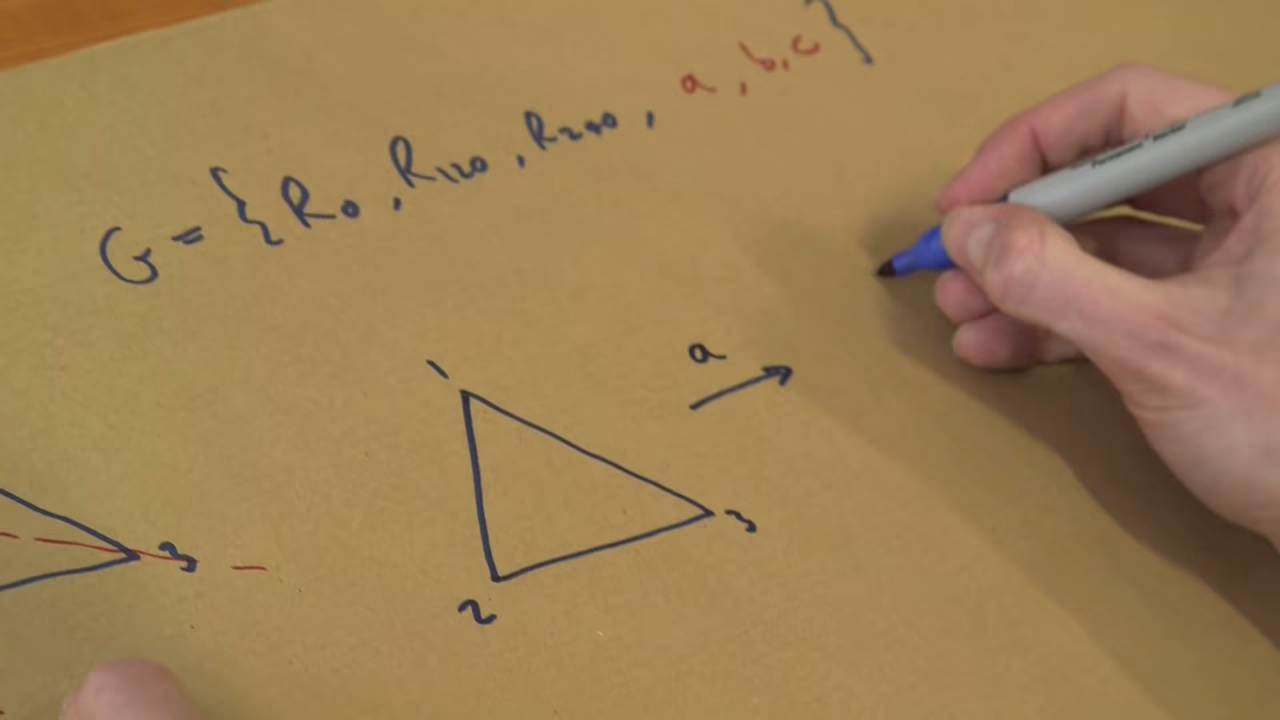 G = { R0 , R120 , R240 , a , b , c }
a
1
3
3
2